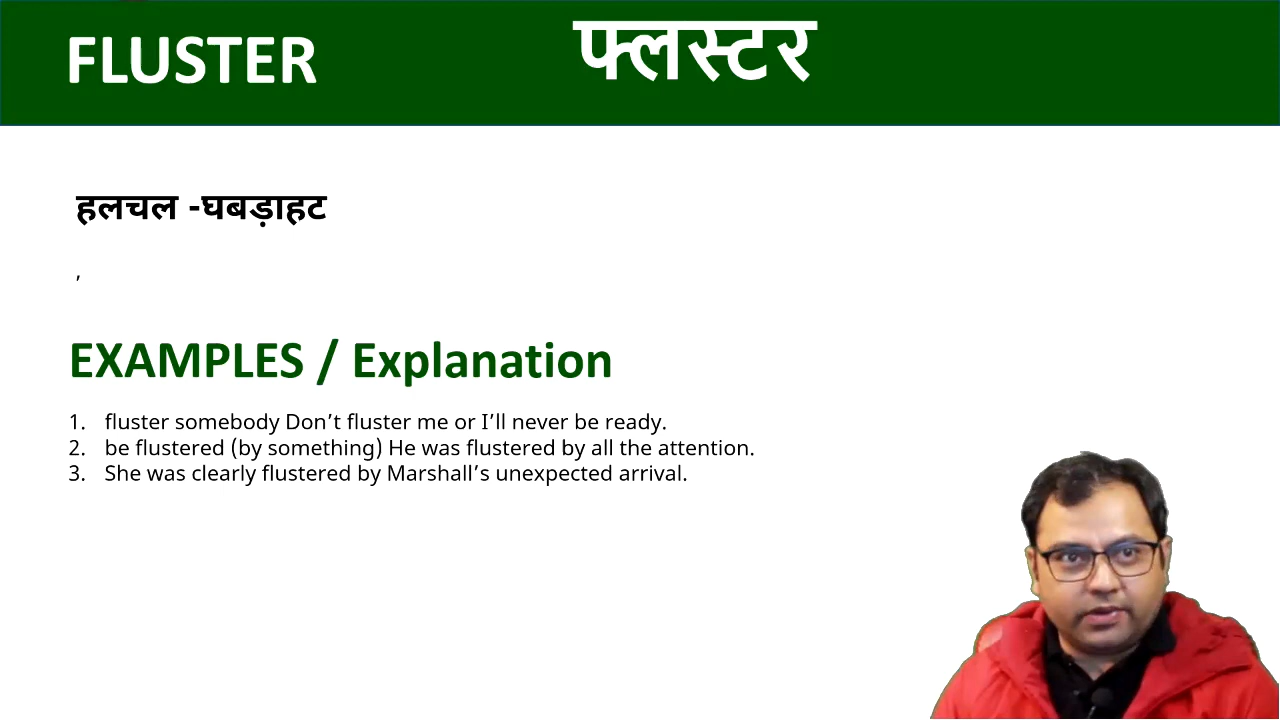 FLUSTER फ्लस्टर
हलचल -घबड़ाहट
,
EXAMPLES / Explanation
1. fluster somebody Don’t fluster me or I’ll never be ready.
2. be flustered (by something) He was flustered by all the attention.
3. She was clearly flustered by Marshall’s unexpected arrival.